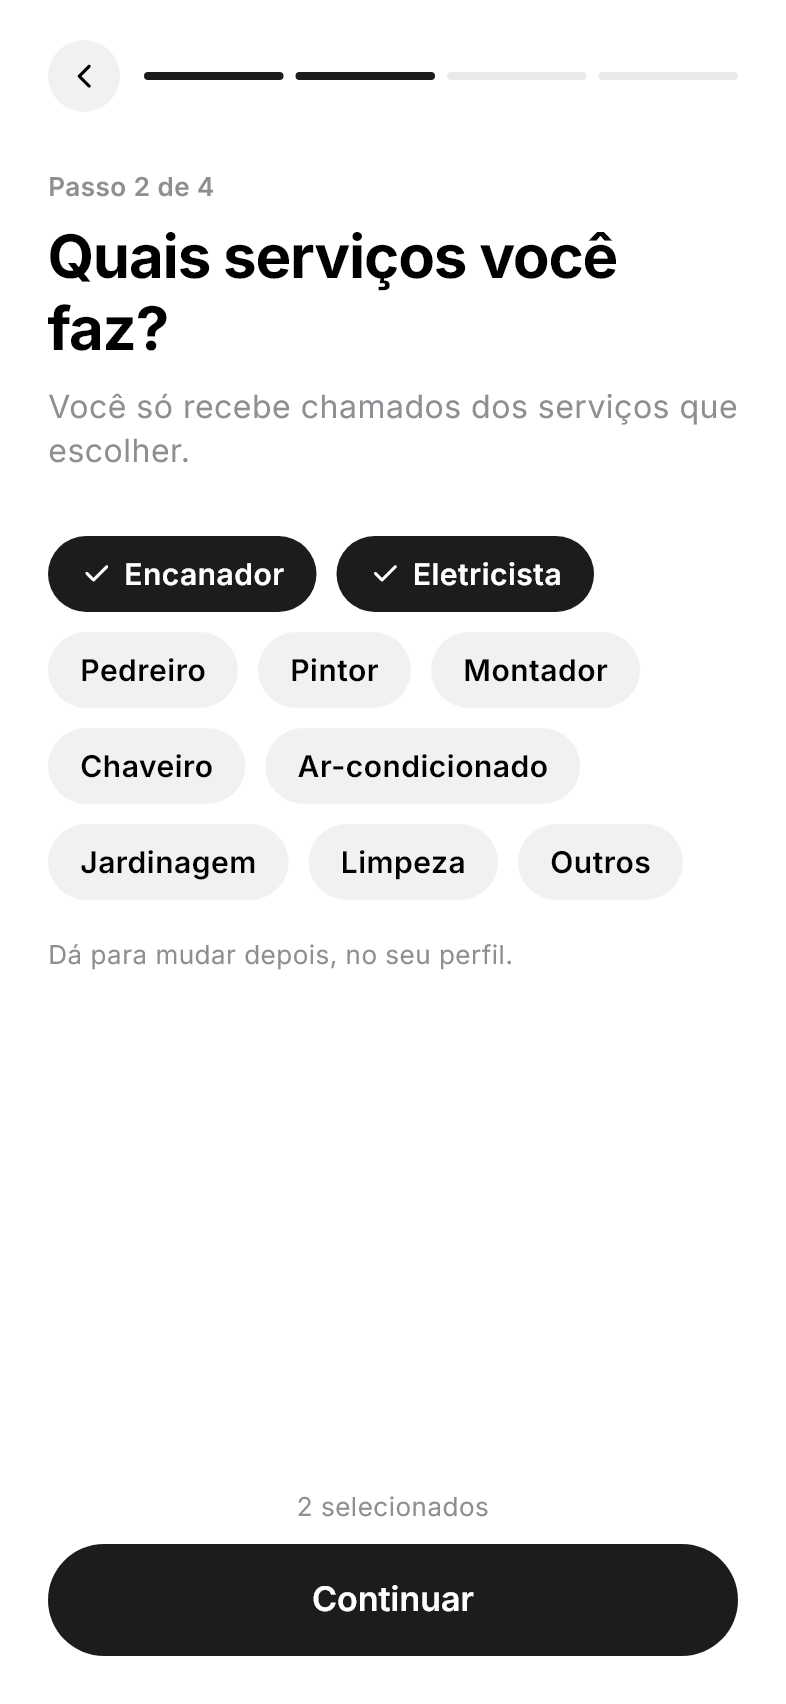 Passo 2 de 4
Quais serviços você
faz?
Você só recebe chamados dos serviços que
escolher.
Encanador Eletricista
Pedreiro Pintor Montador
Chaveiro Ar-condicionado
Jardinagem Limpeza Outros
Dá para mudar depois, no seu perfil.
2 selecionados
Continuar